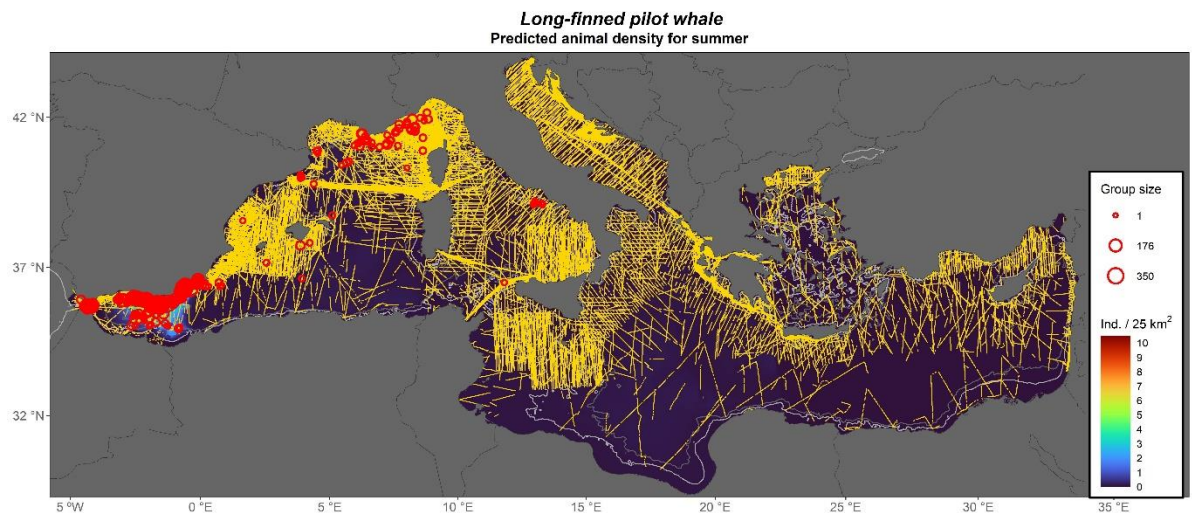 Long-finned pilot whale
Predicted animal density for summer
42 °N
37 °N
32 °N
5 ºW
0 °E
5 °E
10 °E
15 °E
20 °E
25 °E
30 °E
35 °E
Group size
1
176
350
Ind. / 25 km²
10
9
8
7
6
5
4
3
2
1
0